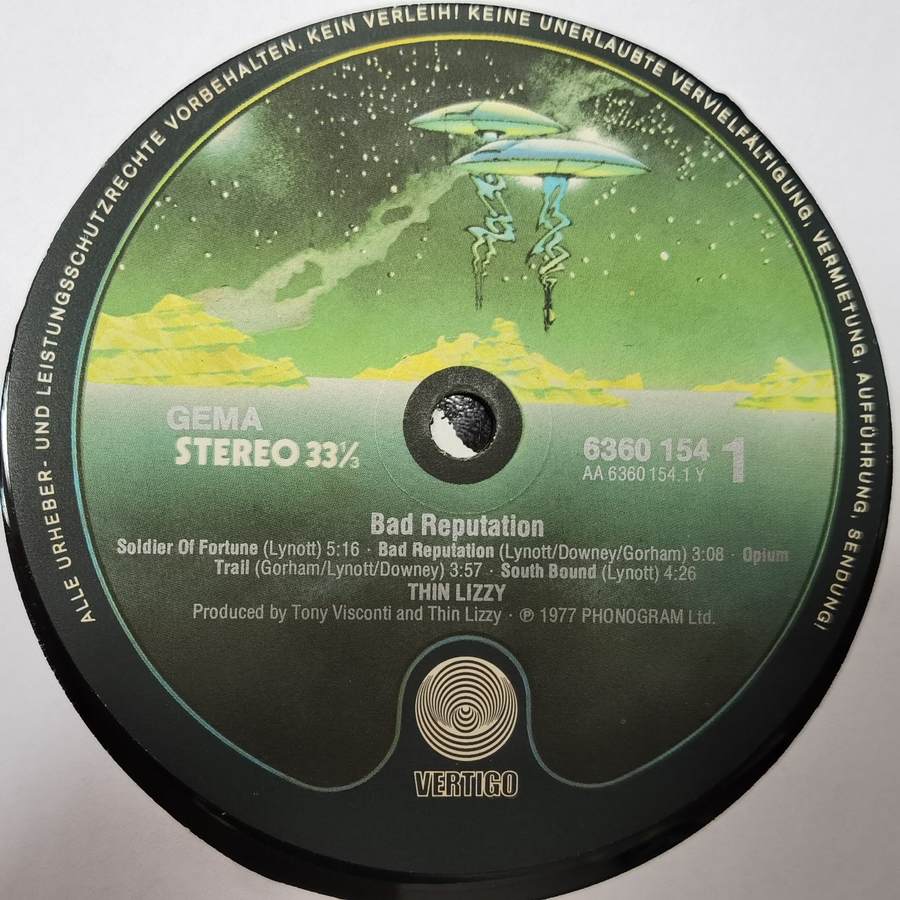 ALLE URHEBER- UND LEISTUNGSSCHUTZRECHTE VORBEHALTEN. KEIN VERLEIH! KEINE UNERLAUBTE VERVIELFÄLTIGUNG, VERMIETUNG, AUFFÜHRUNG, SENDUNG!
GEMA
STEREO 33⅓
6360 154 1
AA 6360 154.1 Y
Bad Reputation
Soldier Of Fortune (Lynott) 5:16 · Bad Reputation (Lynott/Downey/Gorham) 3:08 · Opium
Trail (Gorham/Lynott/Downey) 3:57 · South Bound (Lynott) 4:26
THIN LIZZY
Produced by Tony Visconti and Thin Lizzy · ℗ 1977 PHONOGRAM Ltd.
VERTIGO